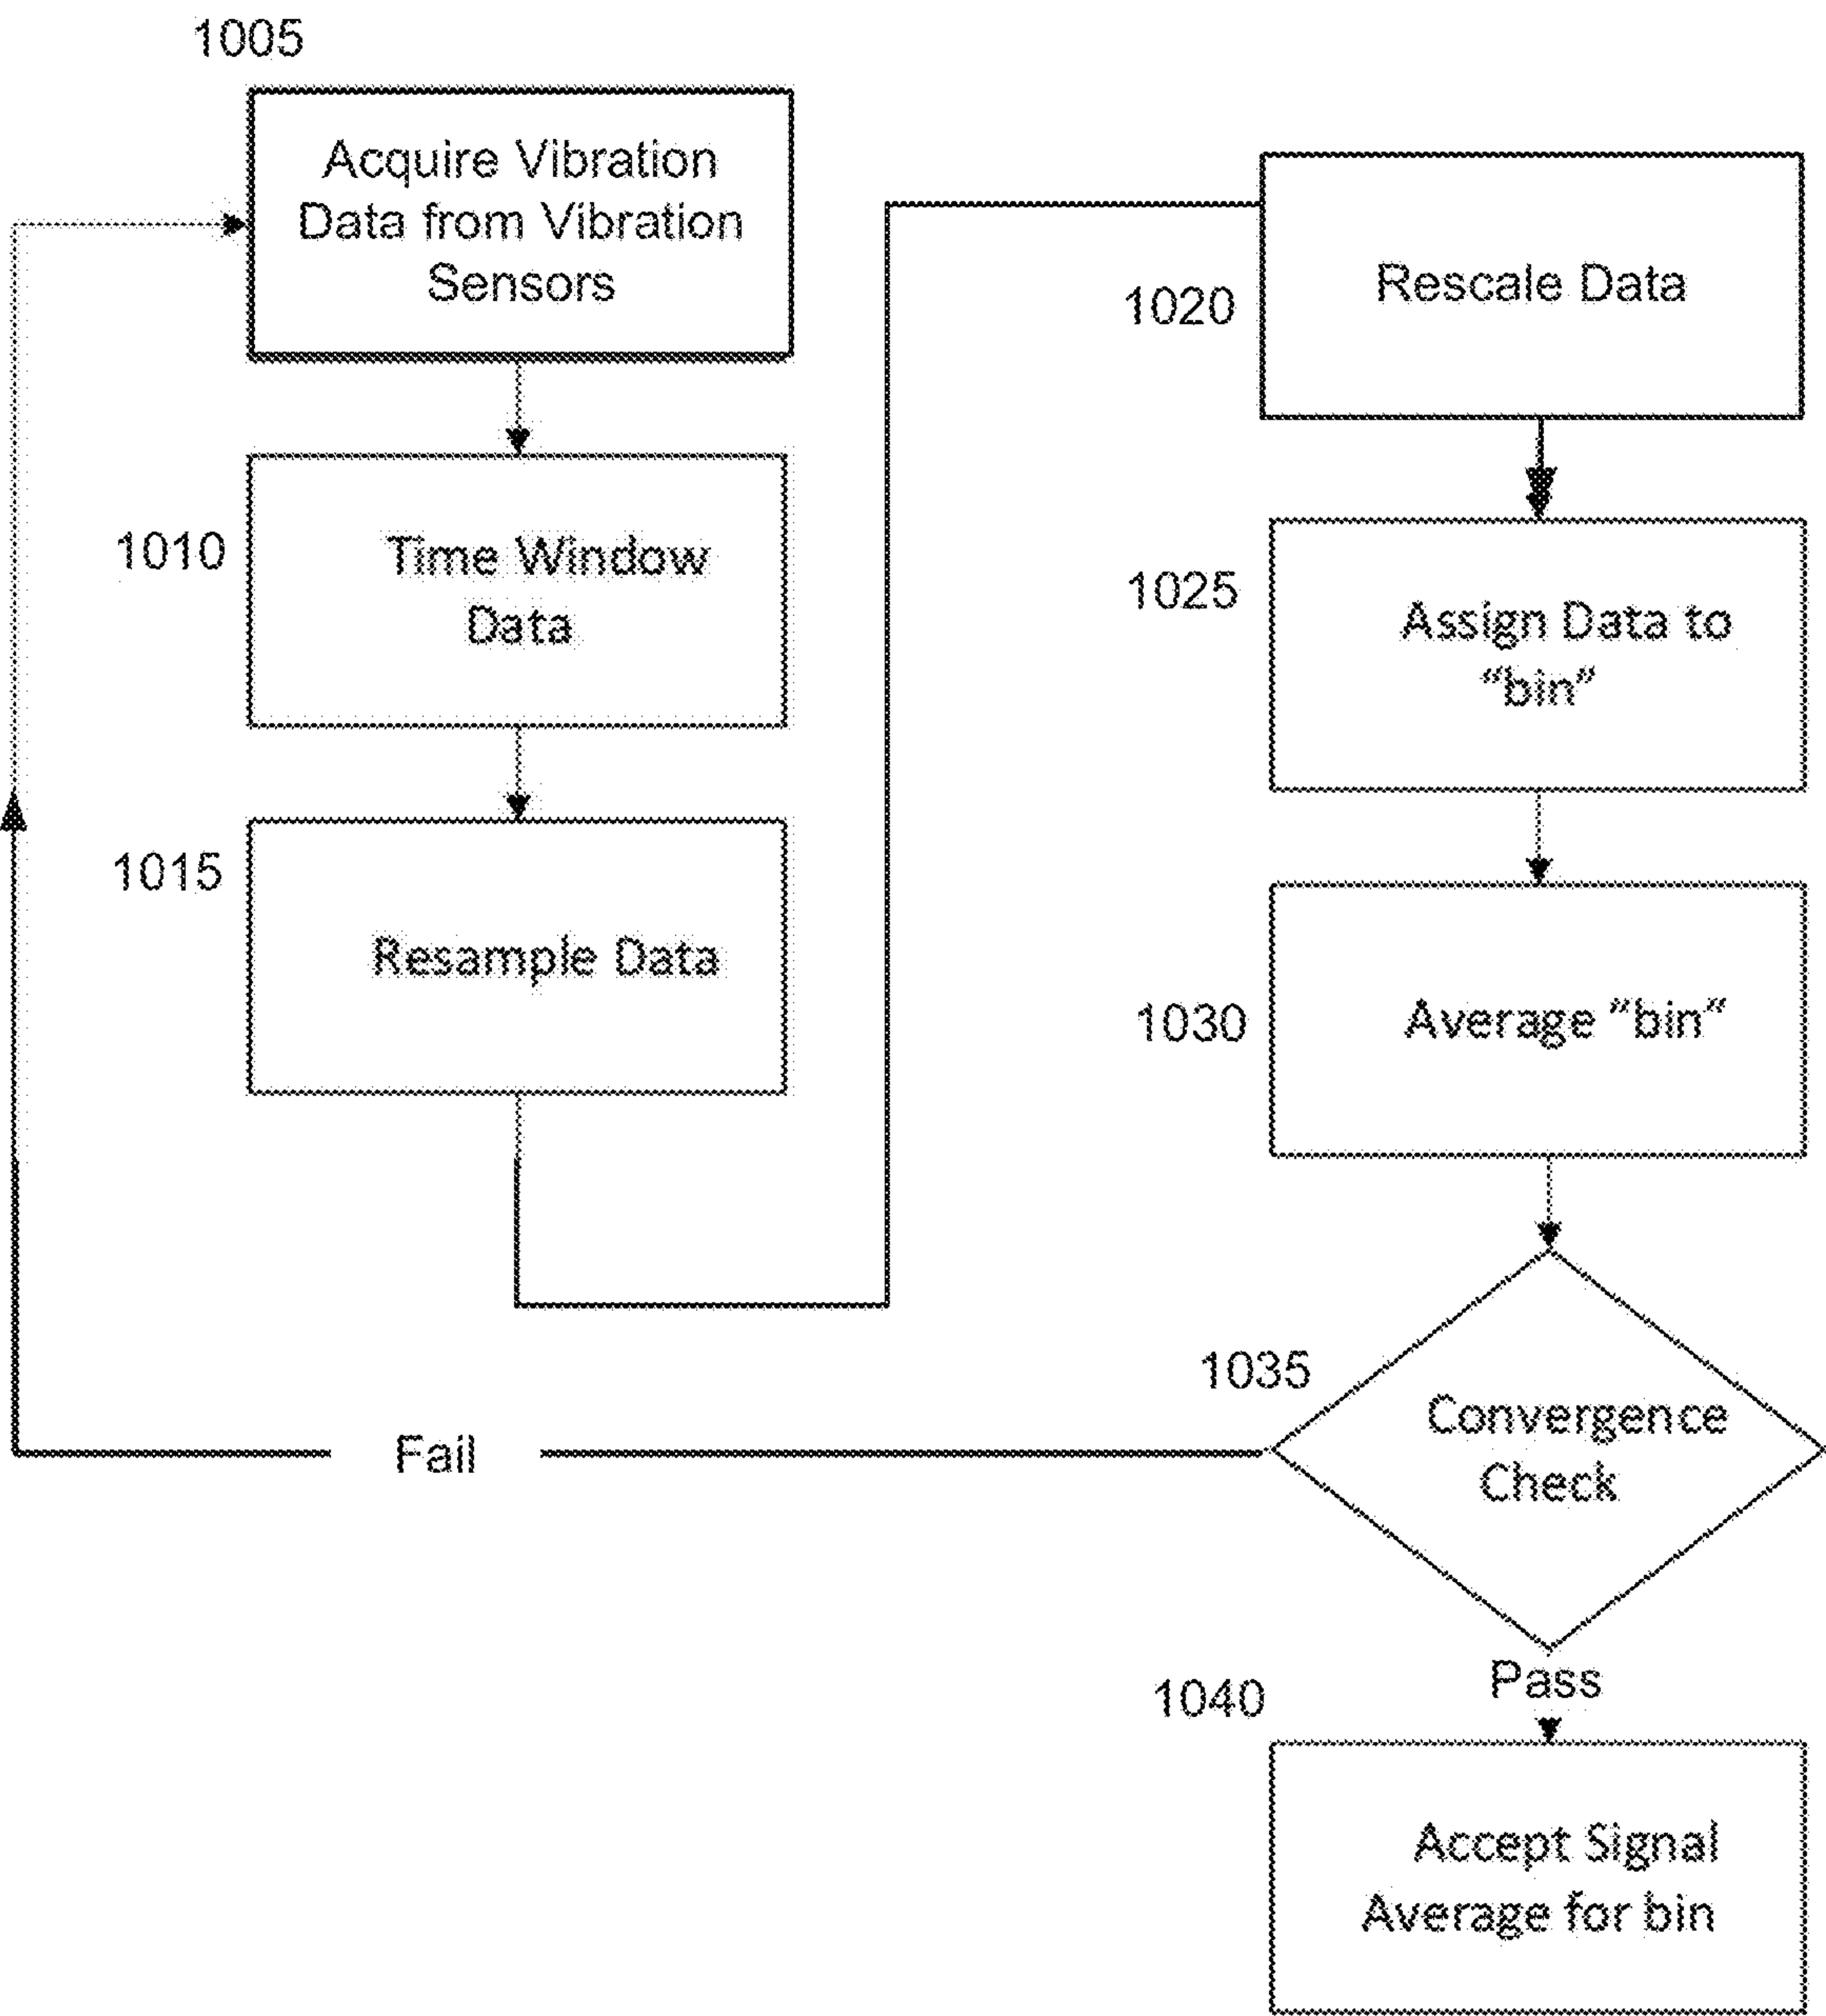 1005
Acquire Vibration
Data from Vibration
Sensors
1010
Time Window
Data
1015
Resample Data
1020
Rescale Data
1025
Assign Data to
“bin”
1030
Average “bin“
1035
Convergence
Check
Fail
Pass
1040
Accept Signal
Average for bin